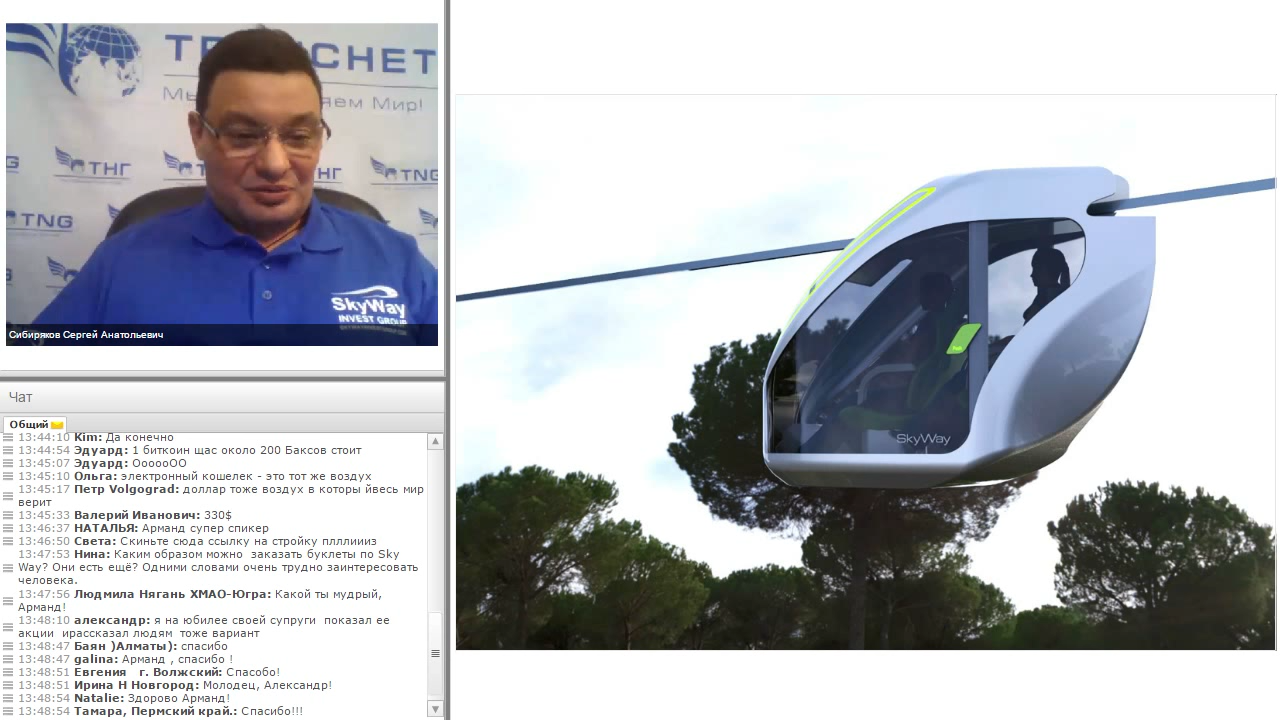 ТРАНСНЕТ
Мы
яем Мир!
ТНГ
ТНГ
ТНГ
TNG
TNG
SkyWay
INVEST GROUP
Сибиряков Сергей Анатольевич
Чат
Общий
13:44:10 Kim: Да конечно
13:44:54 Эдуард: 1 биткоин щас около 200 Баксов стоит
13:45:07 Эдуард: ОооооОО
13:45:10 Ольга: электронный кошелек - это тот же воздух
13:45:17 Петр Volgograd: доллар тоже воздух в которы йвесь мир
верит
13:45:33 Валерий Иванович: 330$
13:46:37 НАТАЛЬЯ: Арманд супер спикер
13:46:50 Света: Скиньте сюда ссылку на стройку плллииз
13:47:53 Нина: Каким образом можно заказать буклеты по Sky
Way? Они есть ещё? Одними словами очень трудно заинтересовать
человека.
13:47:56 Людмила Нягань ХМАО-Югра: Какой ты мудрый,
Арманд!
13:48:10 александр: я на юбилее своей супруги показал ее
акции ирассказал людям тоже вариант
13:48:47 Баян )Алматы): спасибо
13:48:47 galina: Арманд , спасибо !
13:48:51 Евгения г. Волжский: Спасобо!
13:48:51 Ирина Н Новгород: Молодец, Александр!
13:48:54 Natalie: Здорово Арманд!
13:48:54 Тамара, Пермский край.: Спасибо!!!
SkyWay